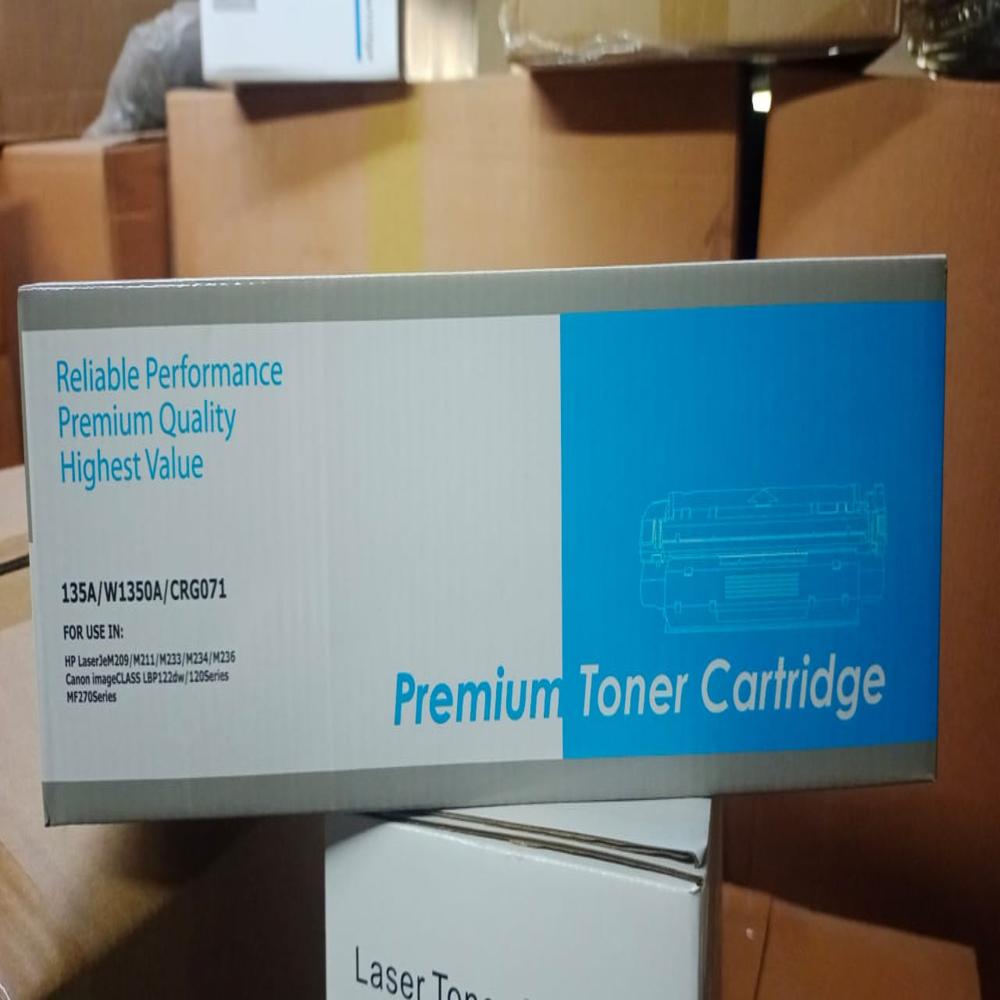 Reliable Performance
Premium Quality
Highest Value
135A/W1350A/CRG071
FOR USE IN:
HP LaserJeM209/M211/M233/M234/M236
Canon imageCLASS LBP122dw/120Series
MF270Series
Premium Toner Cartridge
Laser